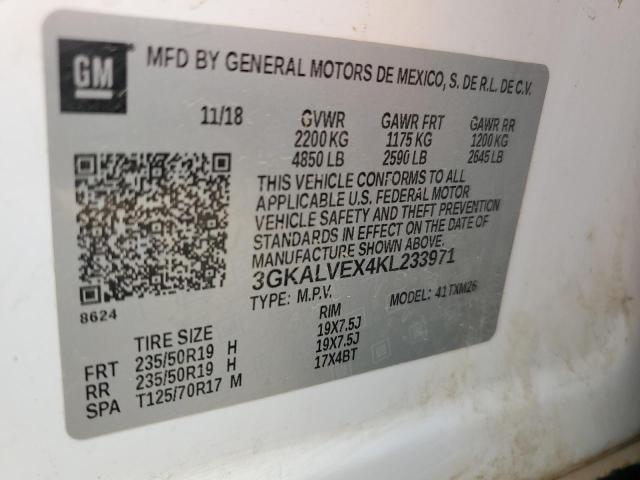 GM
MFD BY GENERAL MOTORS DE MEXICO, S. DE R.L. DE C.V.
11/18 GVWR GAWR FRT GAWR RR
2200 KG 1175 KG 1200 KG
4850 LB 2590 LB 2645 LB
THIS VEHICLE CONFORMS TO ALL
APPLICABLE U.S. FEDERAL MOTOR
VEHICLE SAFETY AND THEFT PREVENTION
STANDARDS IN EFFECT ON THE DATE OF
MANUFACTURE SHOWN ABOVE.
3GKALVEX4KL233971
TYPE: M.P.V. MODEL: 41TXM26
8624
TIRE SIZE RIM
FRT 235/50R19 H 19X7.5J
RR 235/50R19 H 19X7.5J
SPA T125/70R17 M 17X4BT